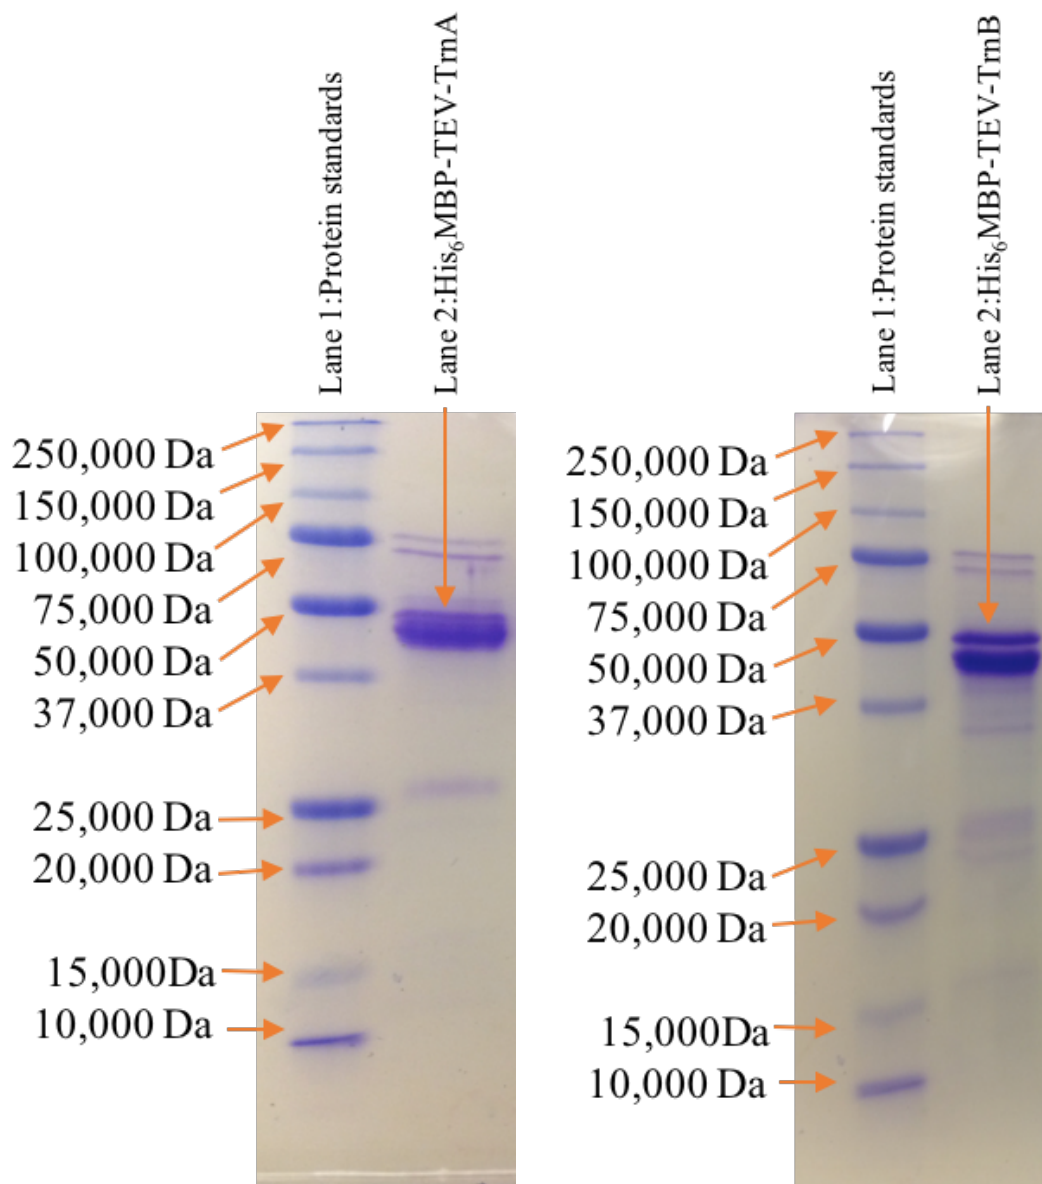 Lane 1:Protein standards
Lane 2:His₆MBP-TEV-TrnA
250,000 Da
150,000 Da
100,000 Da
75,000 Da
50,000 Da
37,000 Da
25,000 Da
20,000 Da
15,000Da
10,000 Da
Lane 1:Protein standards
Lane 2:His₆MBP-TEV-TrnB
250,000 Da
150,000 Da
100,000 Da
75,000 Da
50,000 Da
37,000 Da
25,000 Da
20,000 Da
15,000Da
10,000 Da